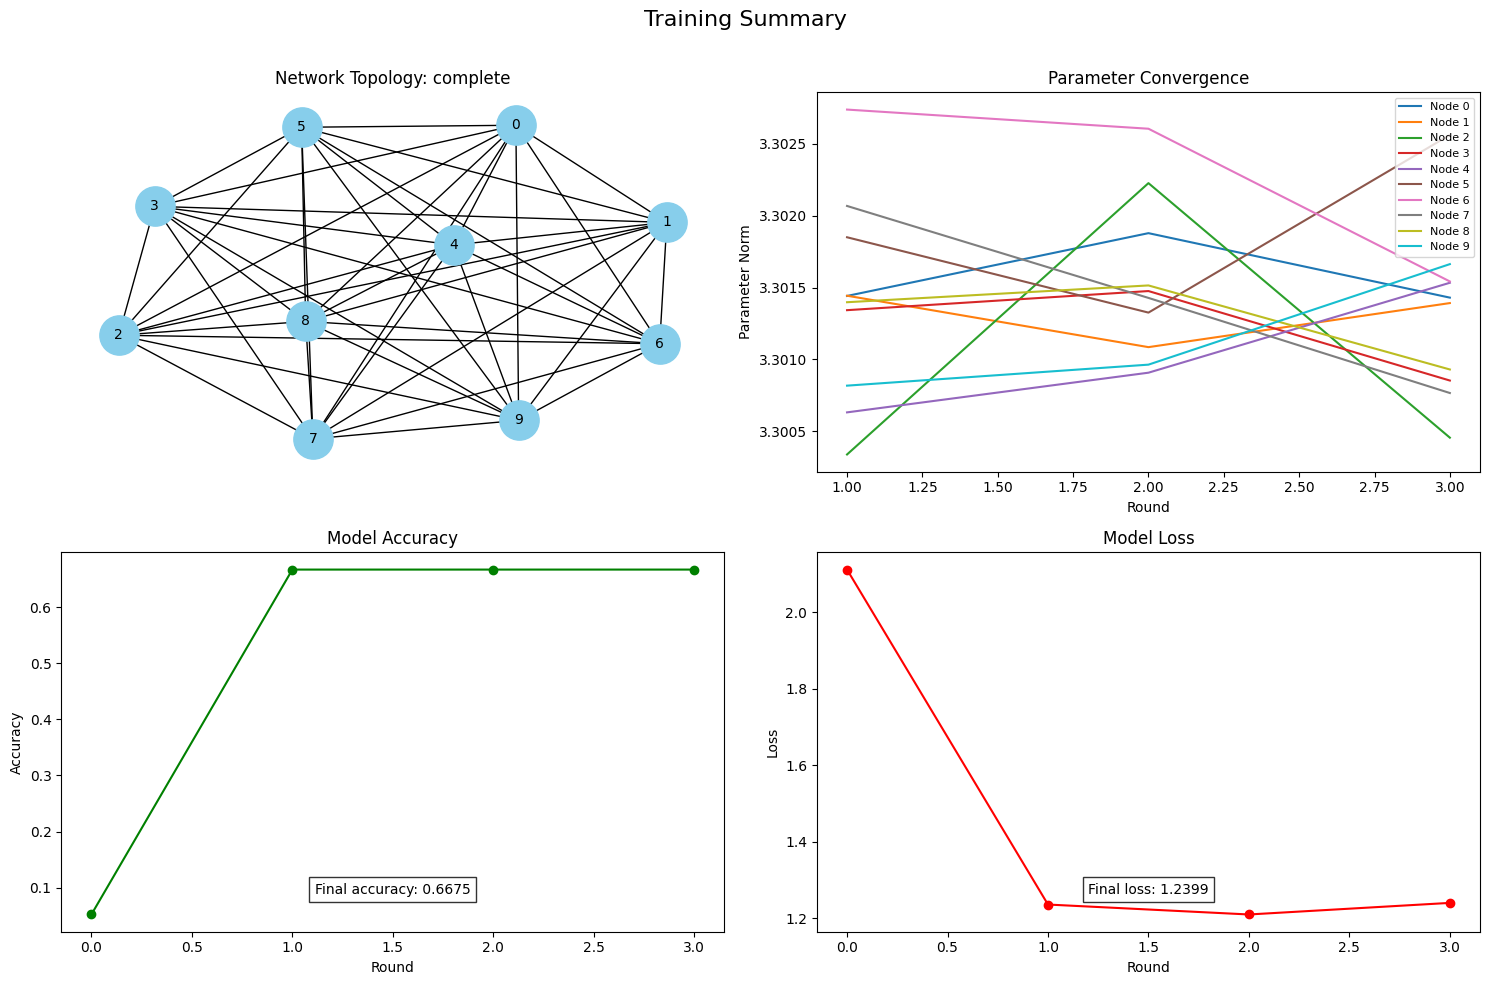 Training Summary
Network Topology: complete
5
0
3
1
4
2
8
6
9
7
Parameter Convergence
Parameter Norm
3.3025
3.3020
3.3015
3.3010
3.3005
1.00 1.25 1.50 1.75 2.00 2.25 2.50 2.75 3.00
Round
Node 0
Node 1
Node 2
Node 3
Node 4
Node 5
Node 6
Node 7
Node 8
Node 9
Model Accuracy
Accuracy
0.6
0.5
0.4
0.3
0.2
0.1
Final accuracy: 0.6675
0.0 0.5 1.0 1.5 2.0 2.5 3.0
Round
Model Loss
Loss
2.0
1.8
1.6
1.4
1.2
Final loss: 1.2399
0.0 0.5 1.0 1.5 2.0 2.5 3.0
Round